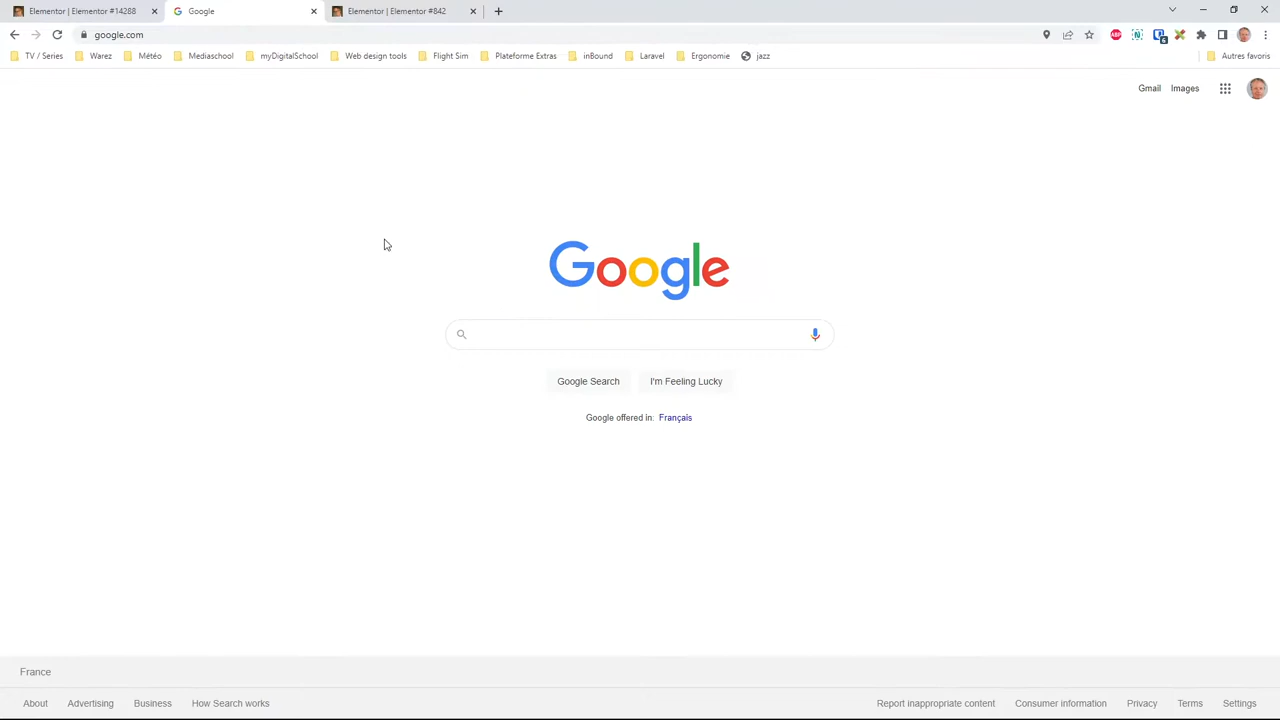 Elementor | Elementor #14288
Google
Elementor | Elementor #842
google.com
ABP
N
6
TV / Series
Warez
Météo
Mediaschool
myDigitalSchool
Web design tools
Flight Sim
Plateforme Extras
inBound
Laravel
Ergonomie
jazz
Autres favoris
Gmail
Images
Google
Google Search
I'm Feeling Lucky
Google offered in: Français
France
About
Advertising
Business
How Search works
Report inappropriate content
Consumer information
Privacy
Terms
Settings